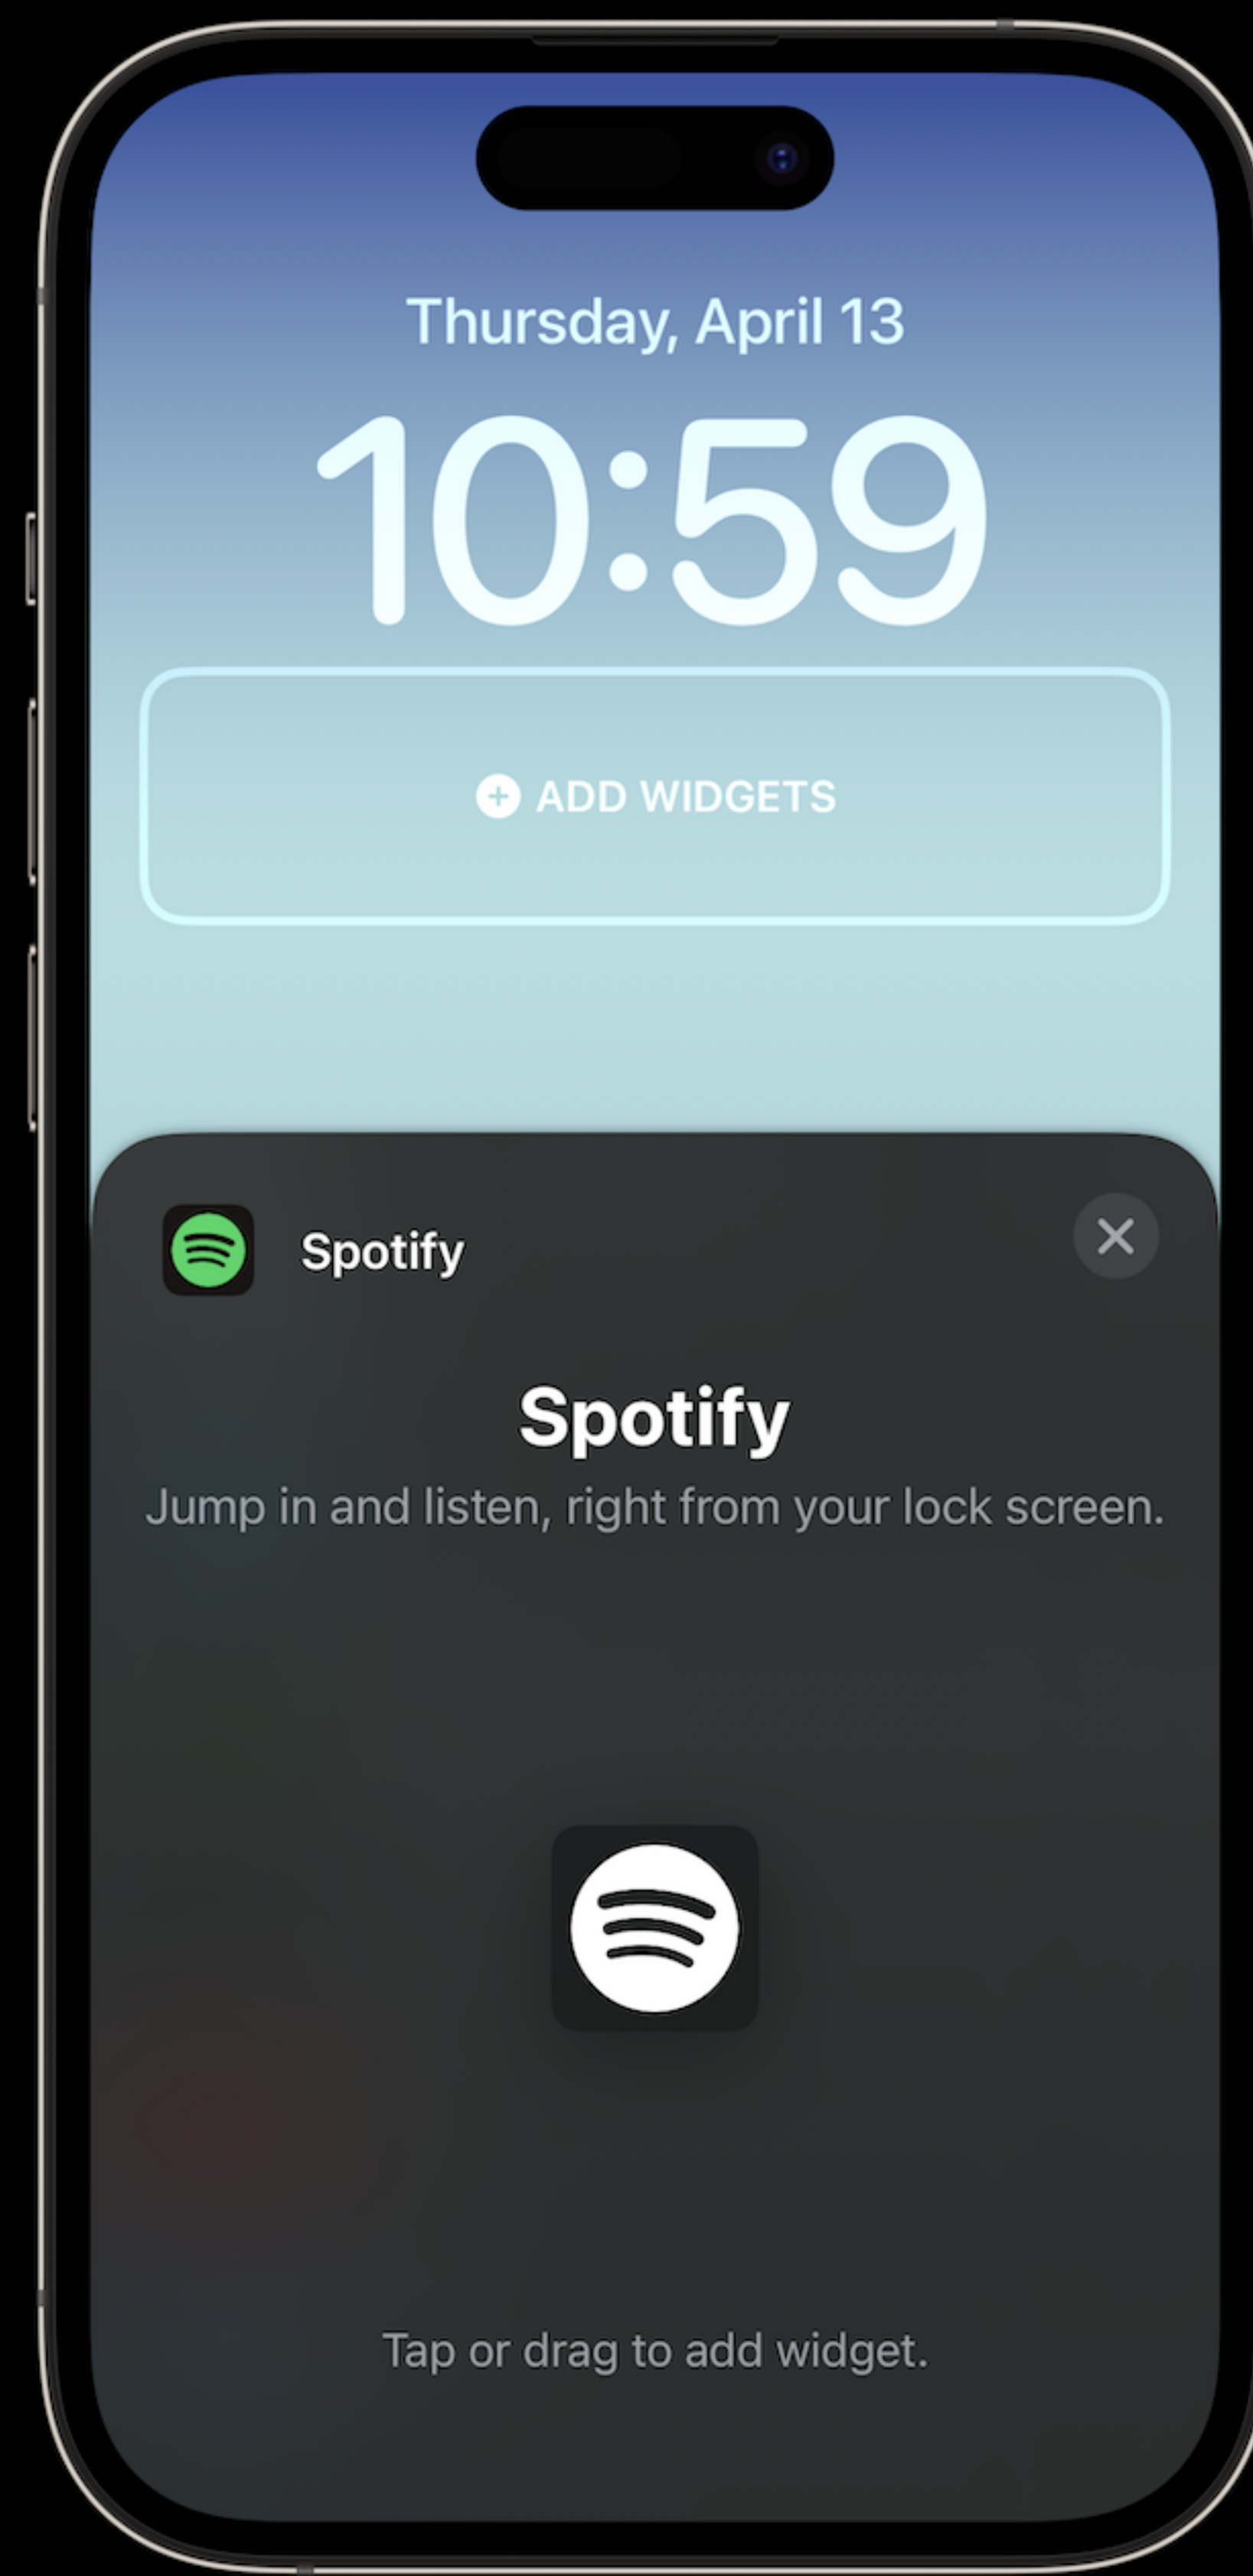 Thursday, April 13
10:59
ADD WIDGETS
Spotify
Spotify
Jump in and listen, right from your lock screen.
Tap or drag to add widget.